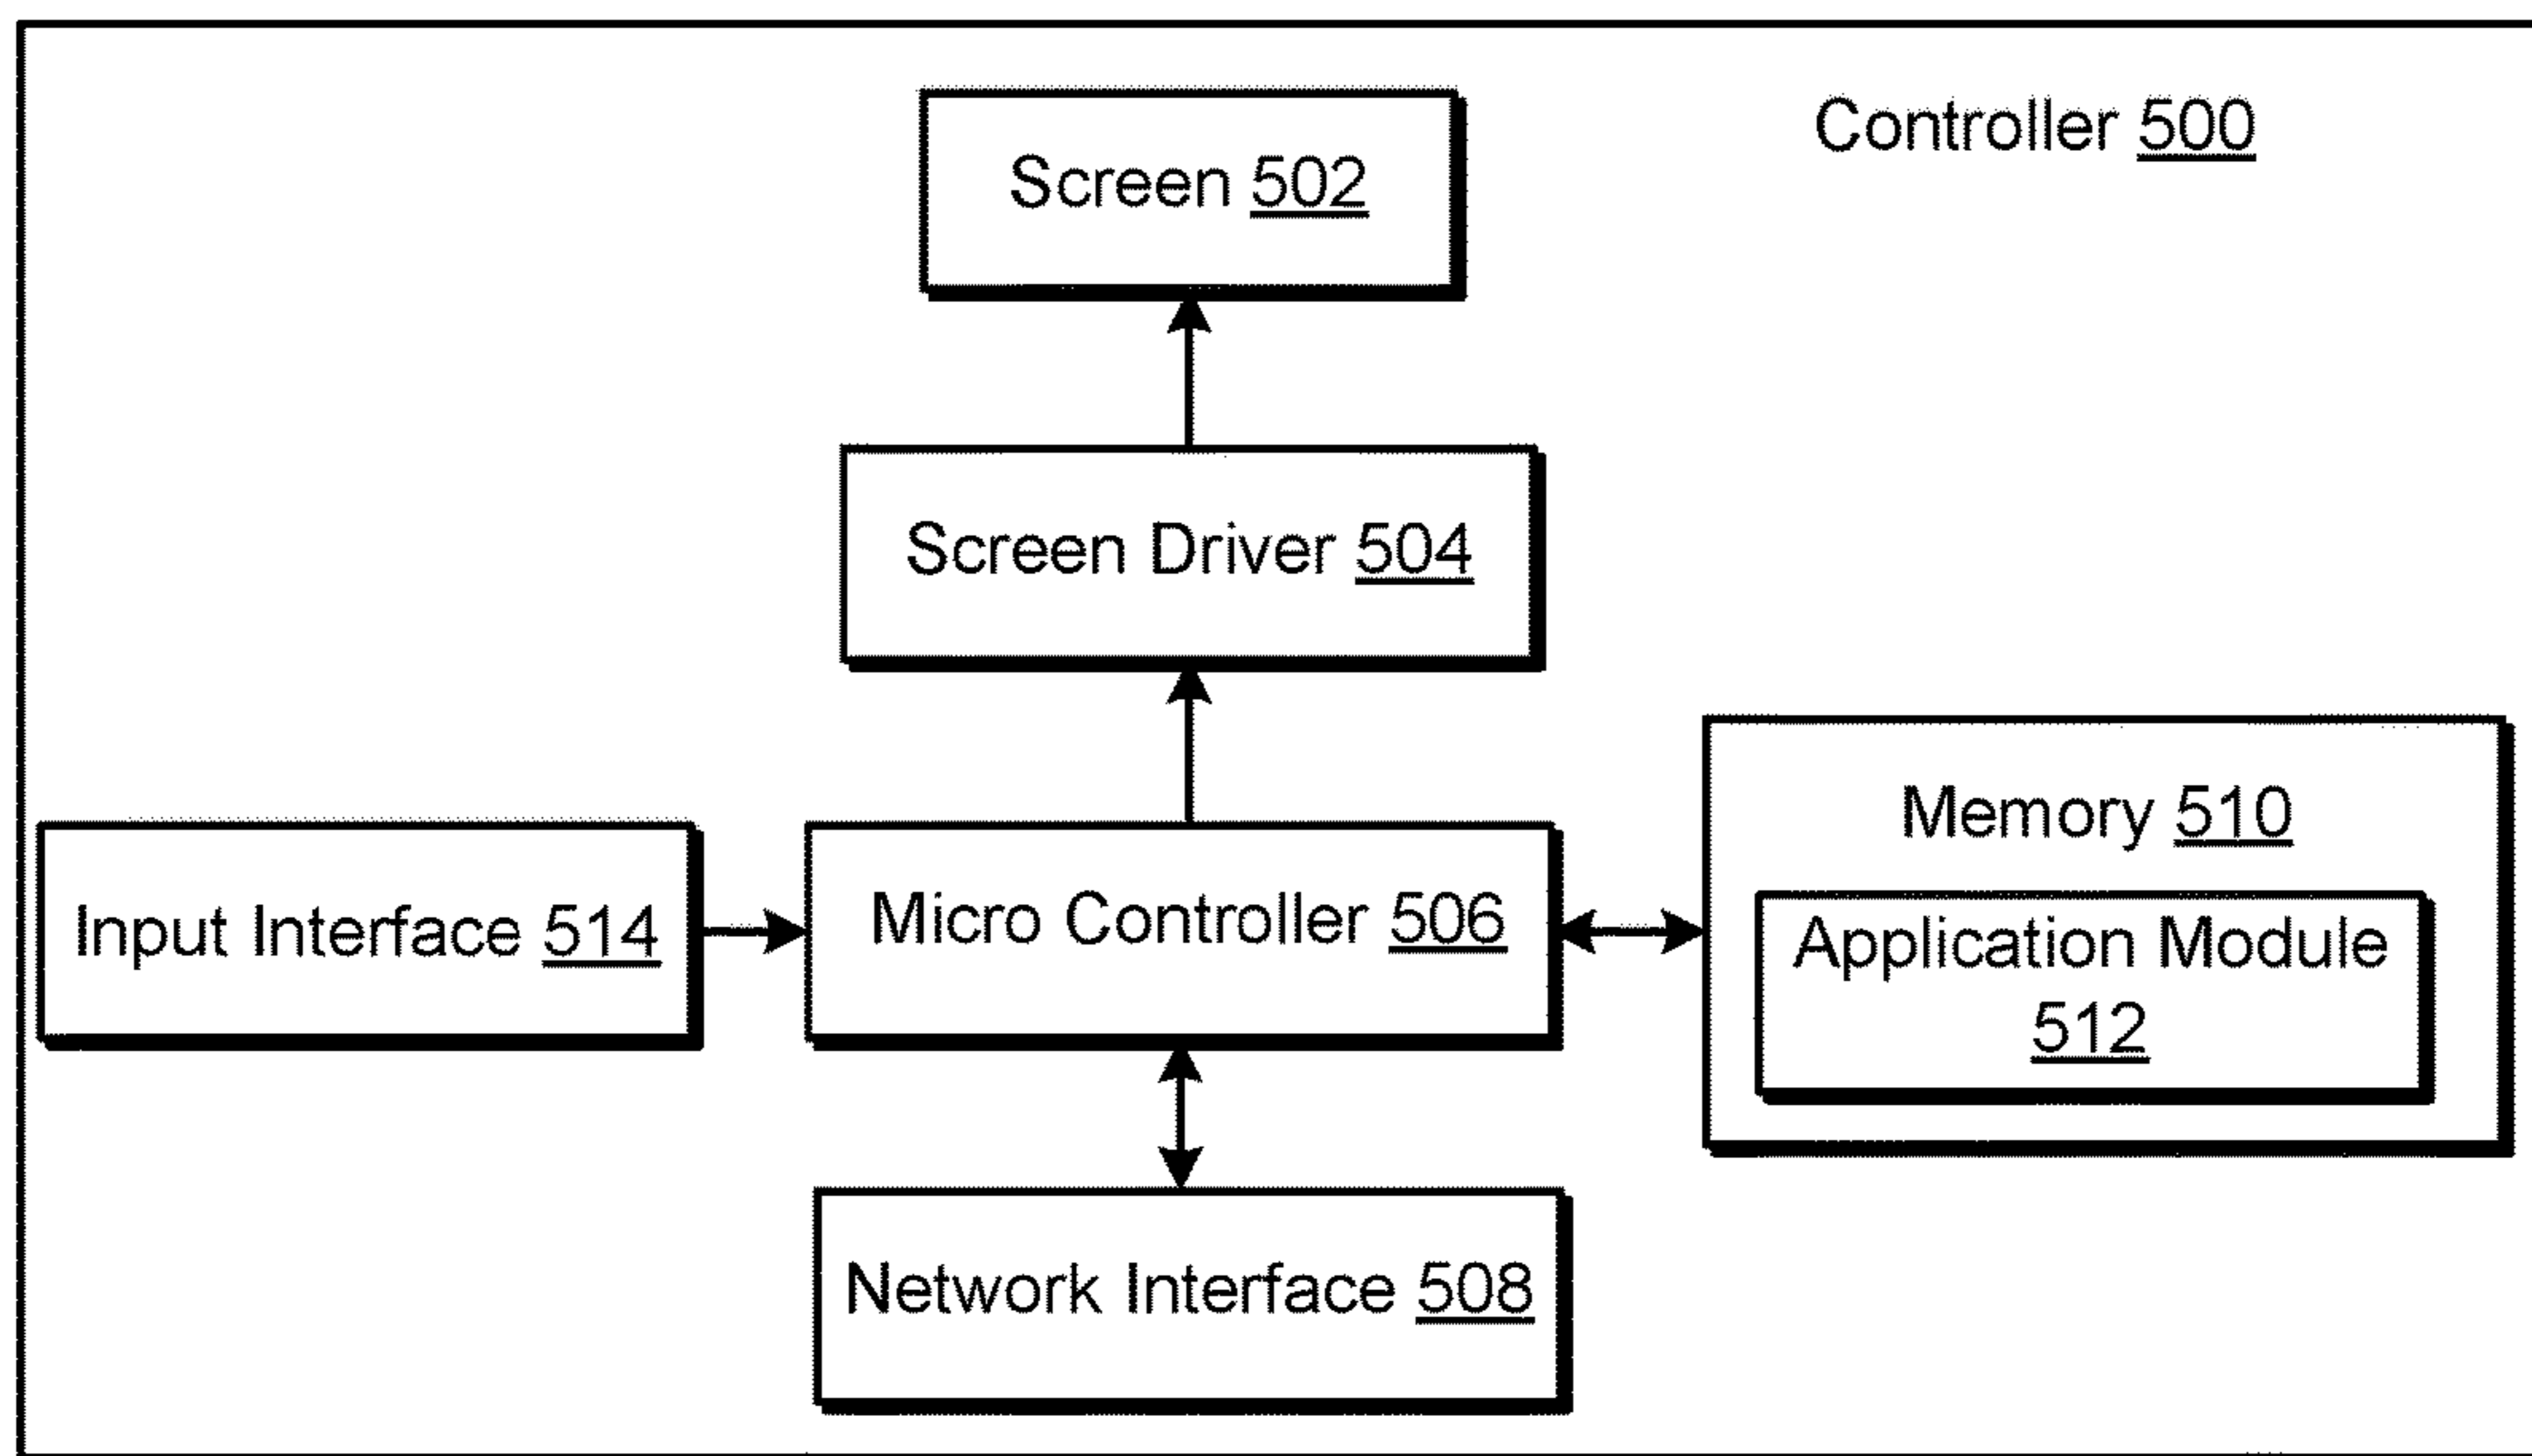 Controller 500
Screen 502
Screen Driver 504
Input Interface 514
Micro Controller 506
Memory 510
Application Module
512
Network Interface 508